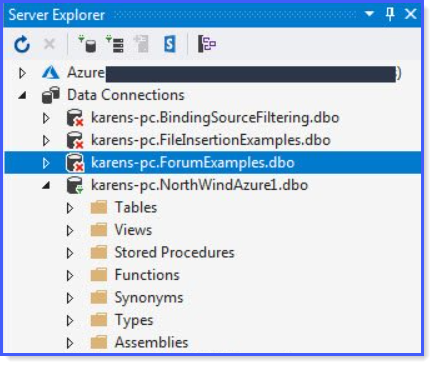 Server Explorer
Azure )
Data Connections
karens-pc.BindingSourceFiltering.dbo
karens-pc.FileInsertionExamples.dbo
karens-pc.ForumExamples.dbo
karens-pc.NorthWindAzure1.dbo
Tables
Views
Stored Procedures
Functions
Synonyms
Types
Assemblies